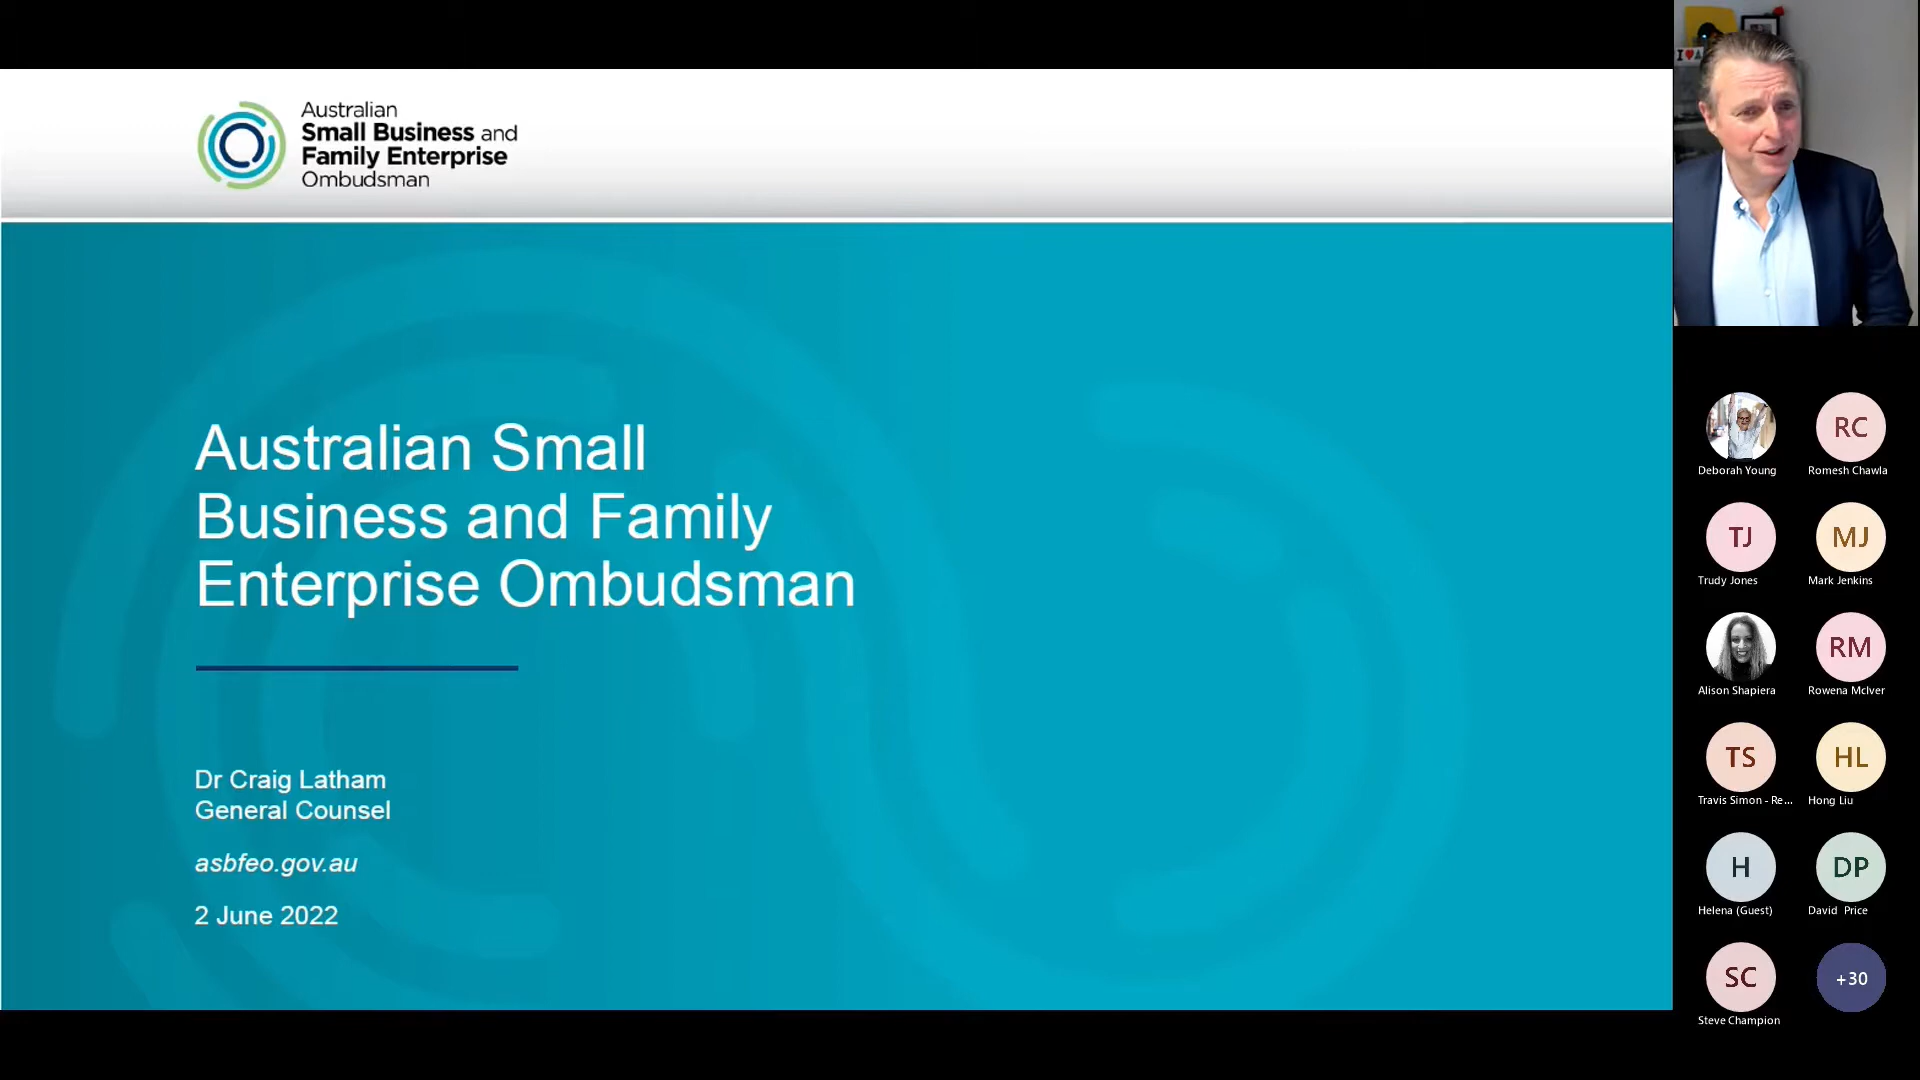 Australian
Small Business and
Family Enterprise
Ombudsman
Australian Small
Business and Family
Enterprise Ombudsman
Dr Craig Latham
General Counsel
asbfeo.gov.au
2 June 2022
I♥A
Deborah Young
RC
Romesh Chawla
TJ
Trudy Jones
MJ
Mark Jenkins
Alison Shapiera
RM
Rowena McIver
TS
Travis Simon - Re...
HL
Hong Liu
H
Helena (Guest)
DP
David Price
SC
Steve Champion
+30